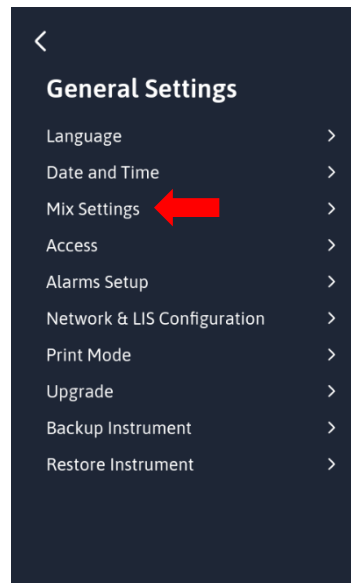 General Settings
Language
Date and Time
Mix Settings
Access
Alarms Setup
Network & LIS Configuration
Print Mode
Upgrade
Backup Instrument
Restore Instrument